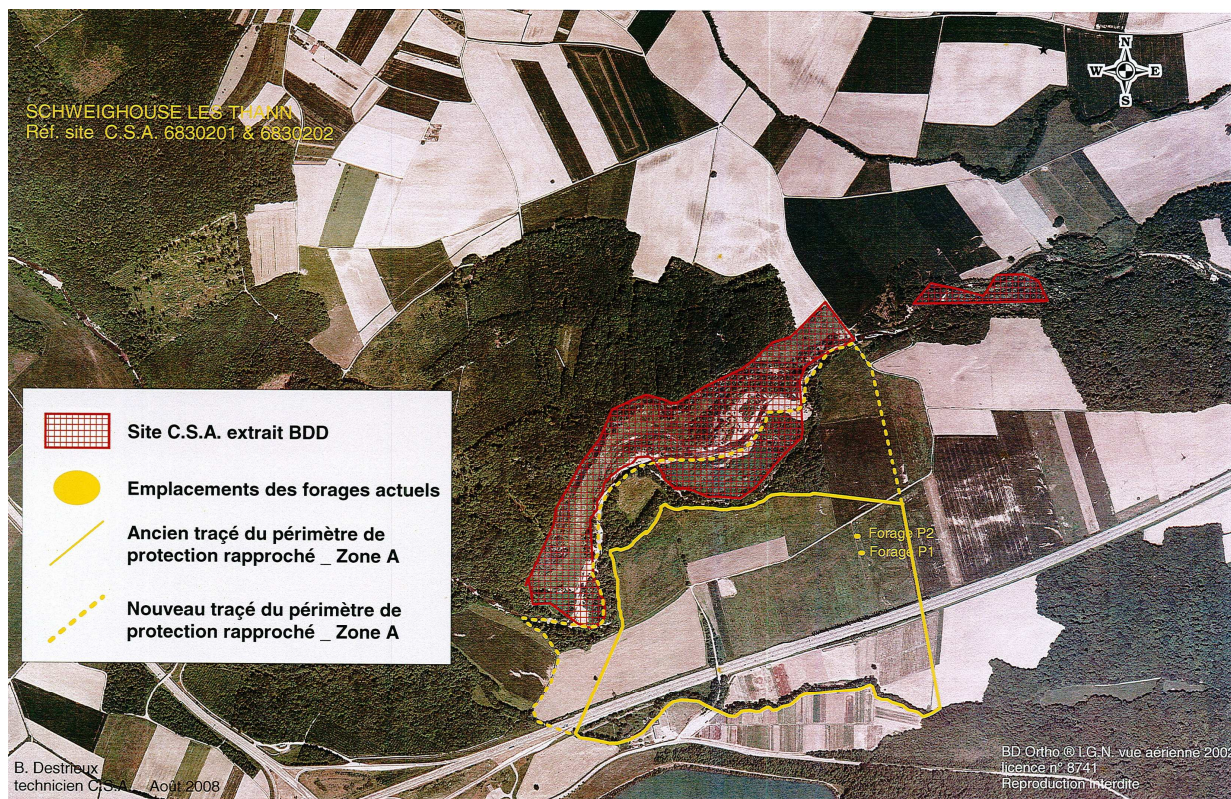 SCHWEIGHOUSE LES THANN
Réf. site C.S.A. 6830201 & 6830202
N
W E
S
Site C.S.A. extrait BDD
Emplacements des forages actuels
Ancien traçé du périmètre de
protection rapproché _ Zone A
Nouveau traçé du périmètre de
protection rapproché _ Zone A
Forage P2
Forage P1
B. Destrieux
technicien C.S.A. Août 2008
BD Ortho ® I.G.N. vue aérienne 2002
licence n° 8741
Reproduction Interdite